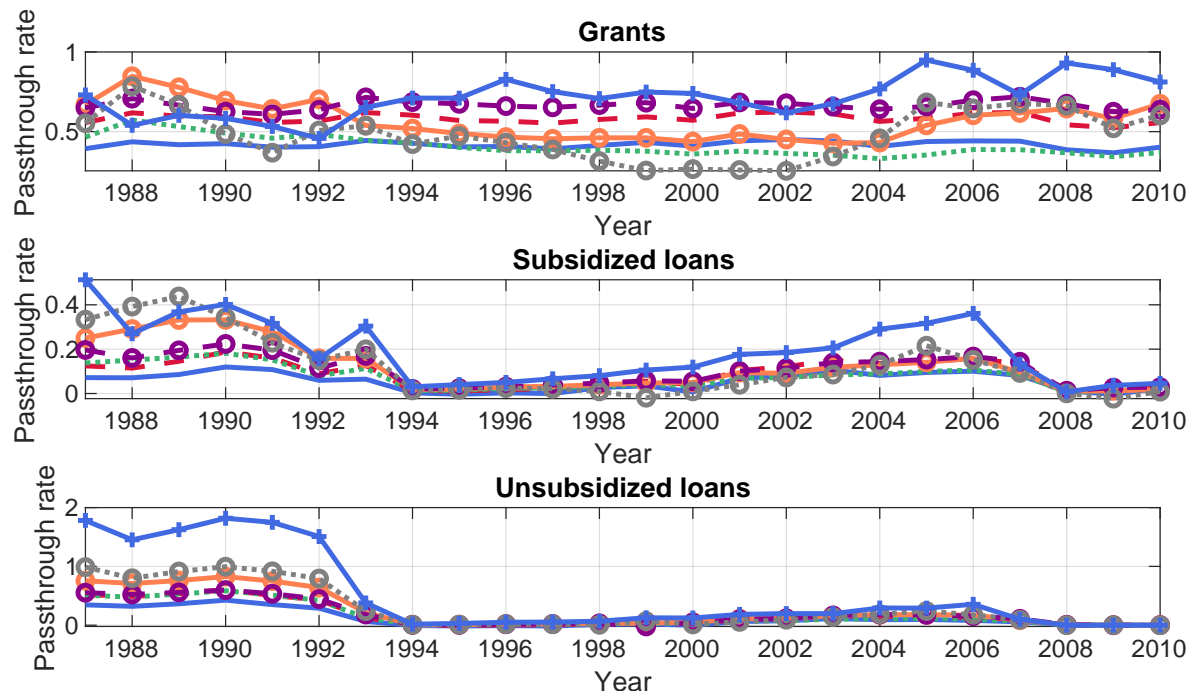 Grants
Passthrough rate
1
0.5
1988 1990 1992 1994 1996 1998 2000 2002 2004 2006 2008 2010
Year
Subsidized loans
Passthrough rate
0.4
0.2
0
1988 1990 1992 1994 1996 1998 2000 2002 2004 2006 2008 2010
Year
Unsubsidized loans
Passthrough rate
2
1
0
1988 1990 1992 1994 1996 1998 2000 2002 2004 2006 2008 2010
Year